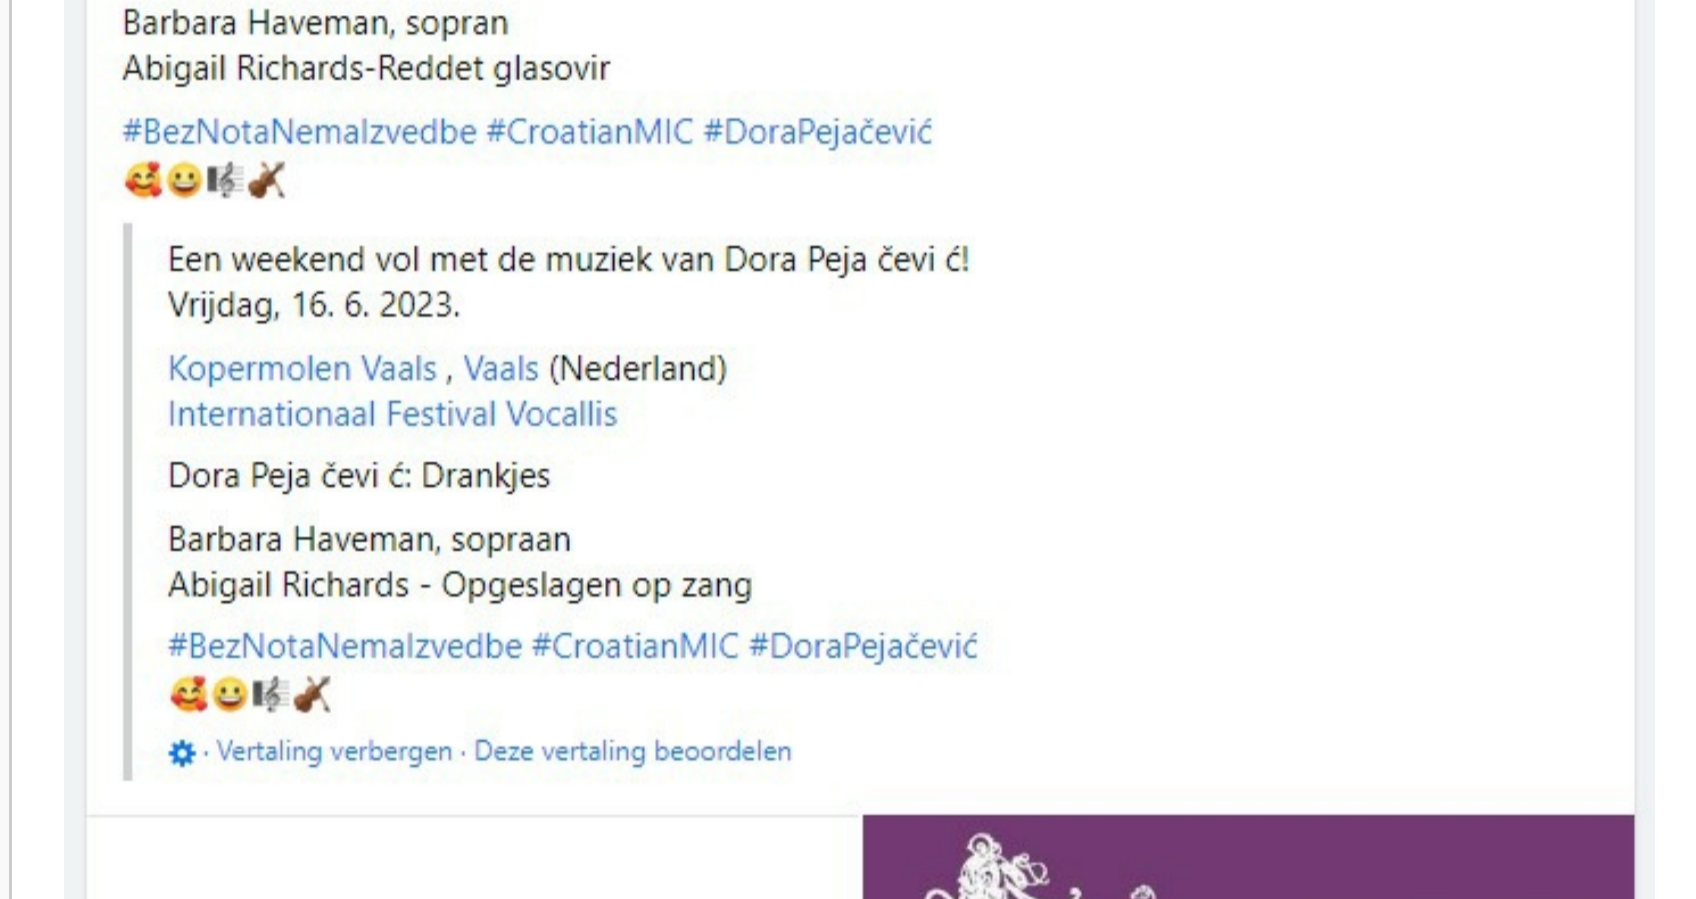 Barbara Haveman, sopran
Abigail Richards-Reddet glasovir
#BezNotaNemaIzvedbe #CroatianMIC #DoraPejačević
🥰😀🎼🎻
Een weekend vol met de muziek van Dora Peja čevi ć!
Vrijdag, 16. 6. 2023.
Kopermolen Vaals , Vaals (Nederland)
Internationaal Festival Vocallis
Dora Peja čevi ć: Drankjes
Barbara Haveman, sopraan
Abigail Richards - Opgeslagen op zang
#BezNotaNemaIzvedbe #CroatianMIC #DoraPejačević
🥰😀🎼🎻
· Vertaling verbergen · Deze vertaling beoordelen